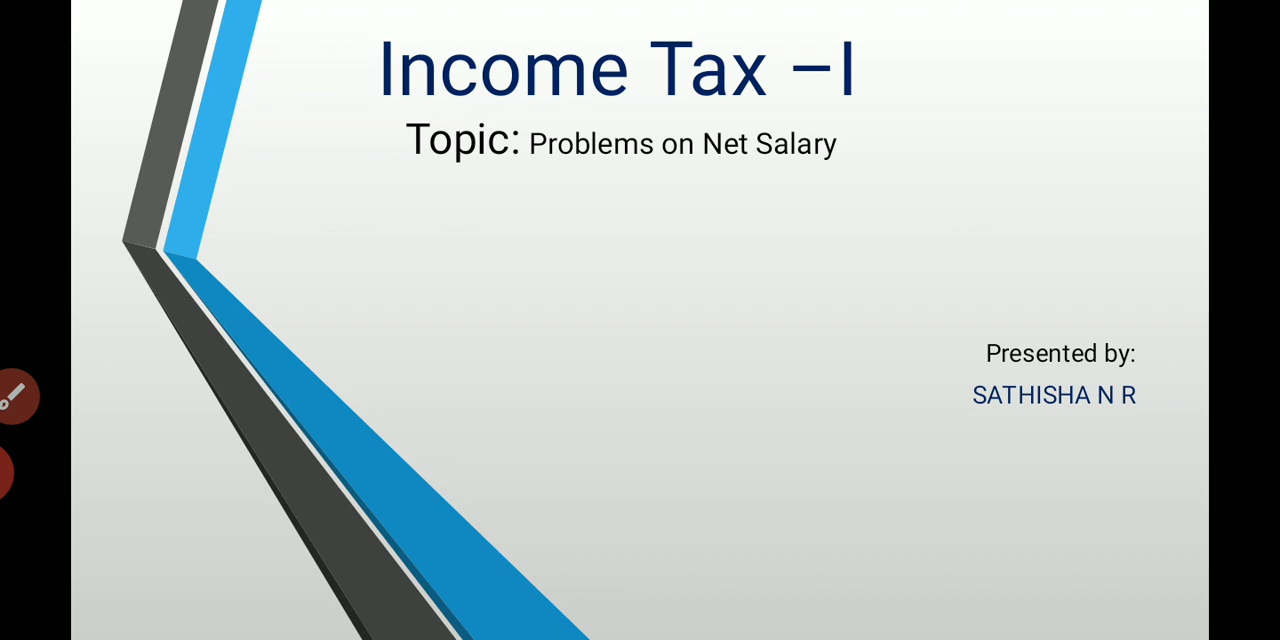 Income Tax –I
Topic: Problems on Net Salary
Presented by:
SATHISHA N R